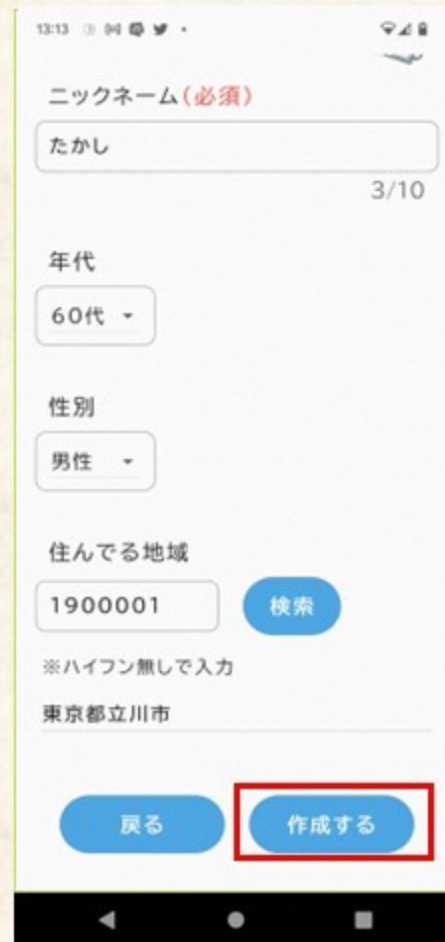 13:13
ニックネーム(必須)
たかし
3/10
年代
60代
性別
男性
住んでる地域
1900001
検索
※ハイフン無しで入力
東京都立川市
戻る
作成する